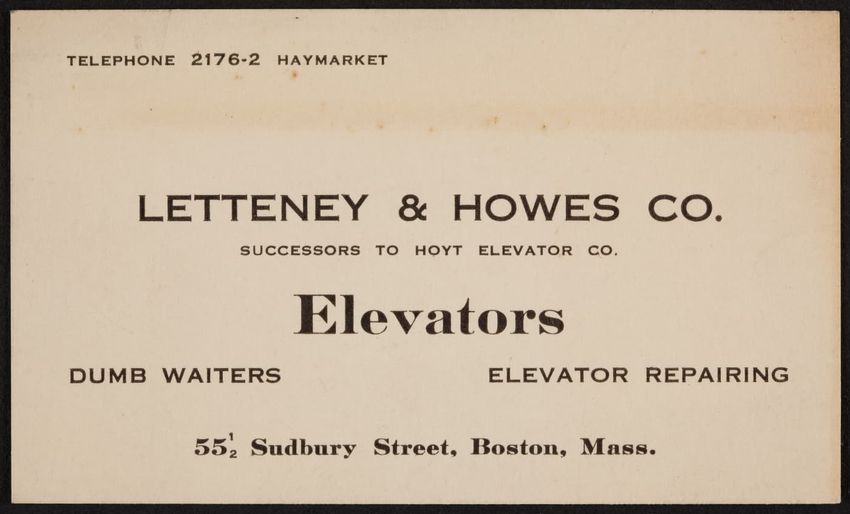 TELEPHONE 2176-2 HAYMARKET
LETTENEY & HOWES CO.
SUCCESSORS TO HOYT ELEVATOR CO.
Elevators
DUMB WAITERS ELEVATOR REPAIRING
55½ Sudbury Street, Boston, Mass.